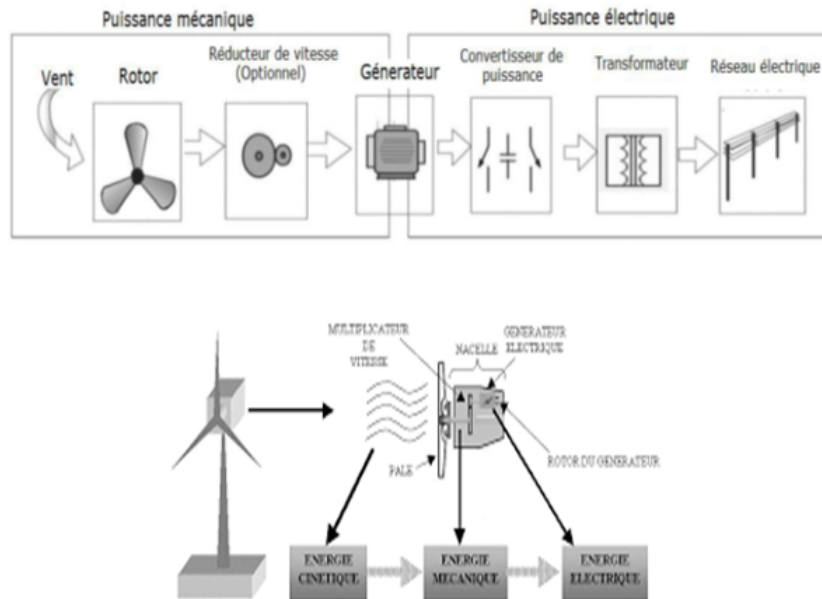 Puissance mécanique
Puissance électrique
Vent
Rotor
Réducteur de vitesse
(Optionnel)
Génerateur
Convertisseur de
puissance
Transformateur
Réseau électrique
MULTIPLICATEUR
DE
VITESSE
NACELLE
GENERATEUR
ELECTRIQUE
PALE
ROTOR DU GENERATEUR
ENERGIE
CINETIQUE
ENERGIE
MECANIQUE
ENERGIE
ELECTRIQUE